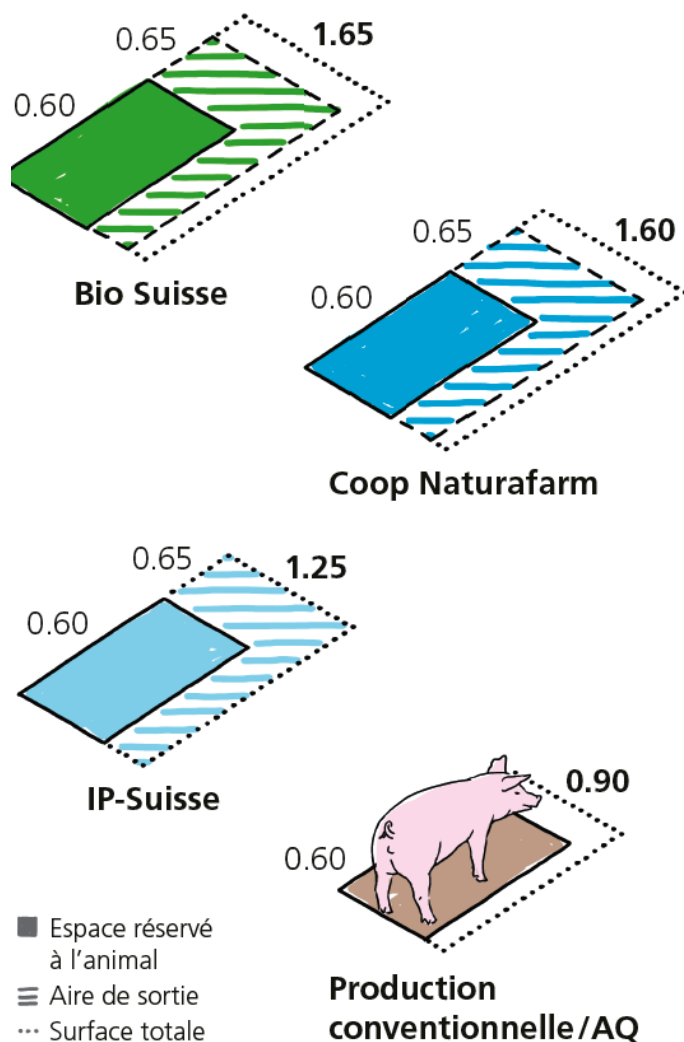 0.65
1.65
0.60
Bio Suisse
0.65
1.60
0.60
Coop Naturafarm
0.65
1.25
0.60
IP-Suisse
0.90
0.60
Espace réservé
à l'animal
Aire de sortie
Surface totale
Production
conventionnelle/AQ